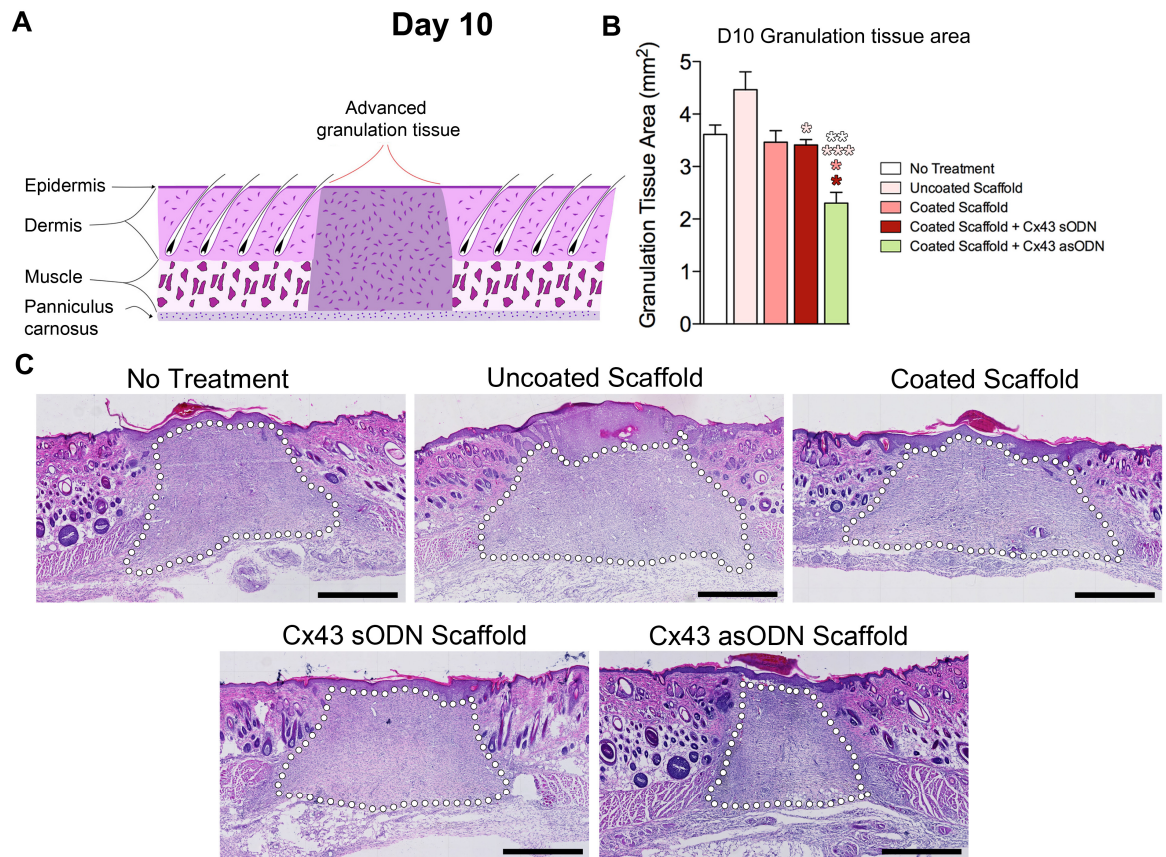 A
Day 10
Advanced
granulation tissue
Epidermis
Dermis
Muscle
Panniculus
carnosus
B
D10 Granulation tissue area
Granulation Tissue Area (mm²)
5
4
3
2
1
0
*
**
***
*
*
No Treatment
Uncoated Scaffold
Coated Scaffold
Coated Scaffold + Cx43 sODN
Coated Scaffold + Cx43 asODN
C
No Treatment
Uncoated Scaffold
Coated Scaffold
Cx43 sODN Scaffold
Cx43 asODN Scaffold